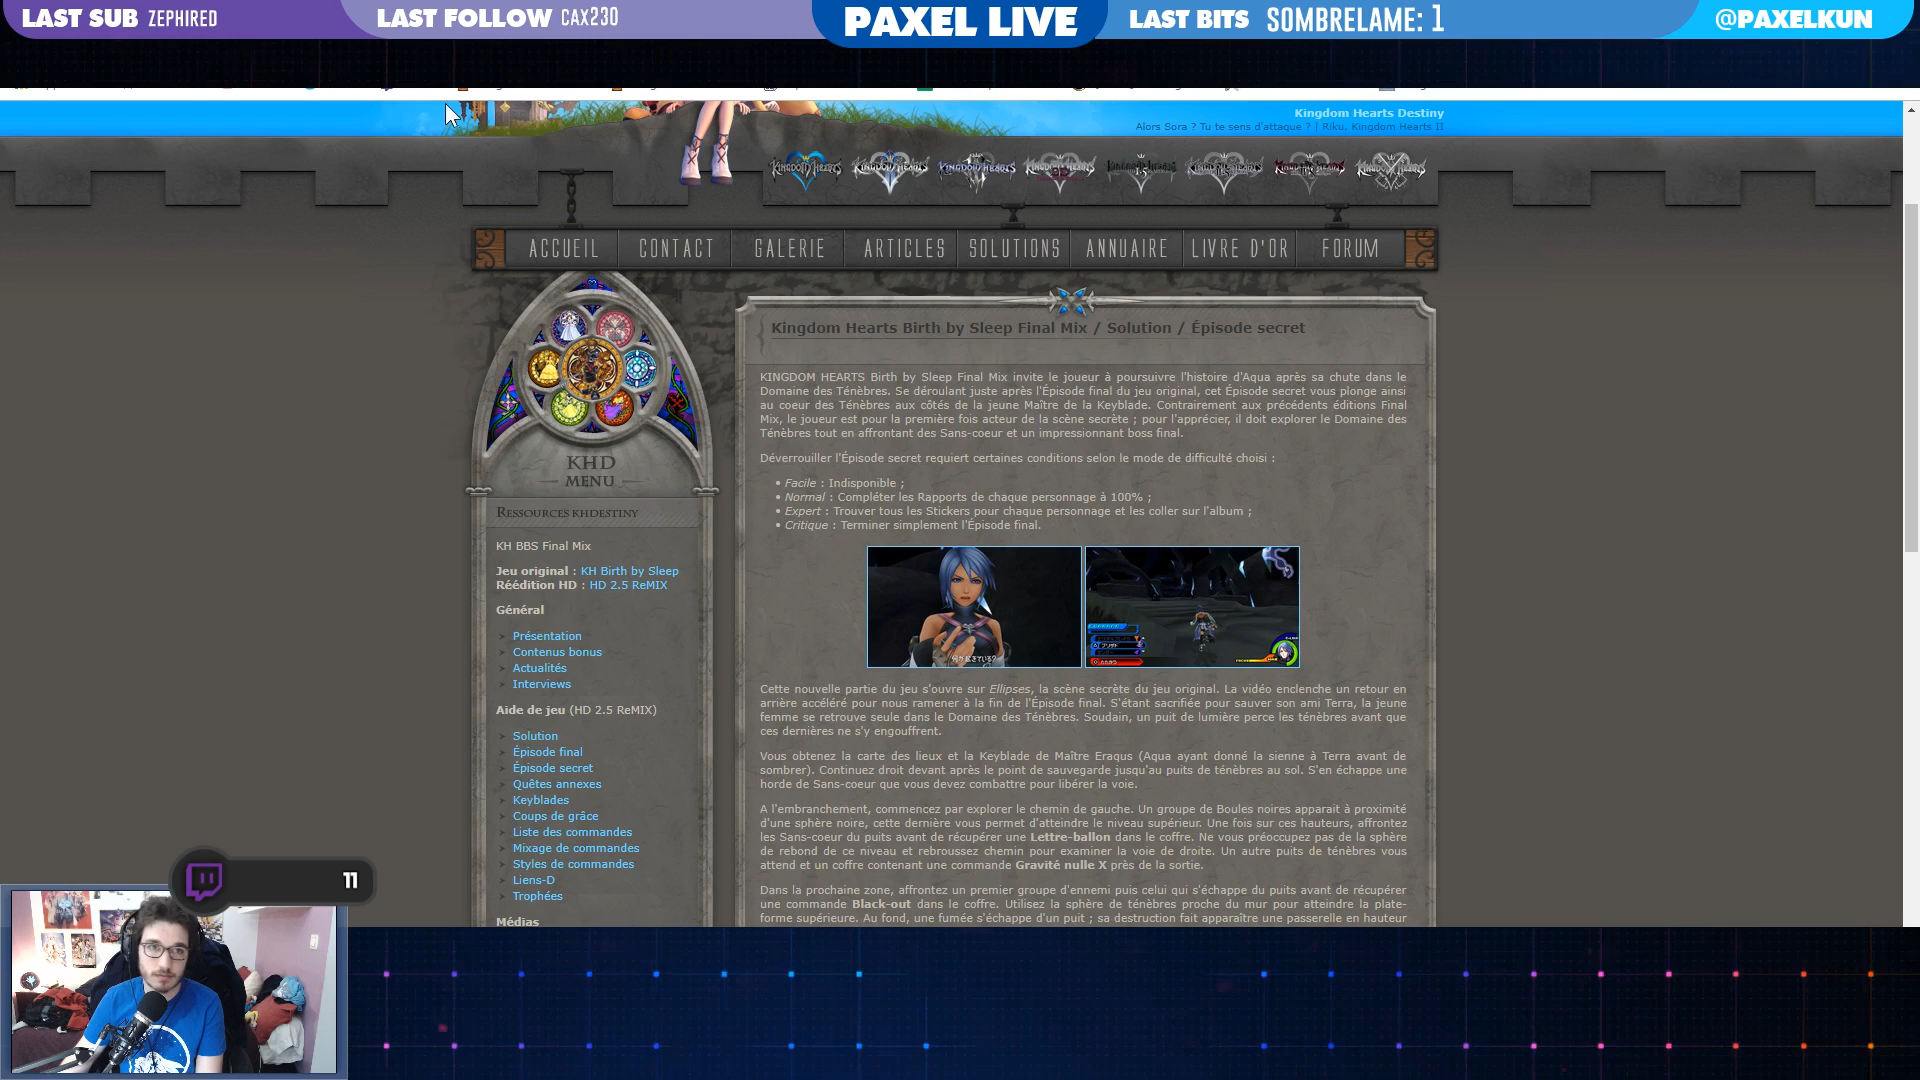 LAST SUB ZEPHIRED
LAST FOLLOW CAX230
PAXEL LIVE
LAST BITS SOMBRELAME: 1
@PAXELKUN
Kingdom Hearts Destiny
Alors Sora ? Tu te sens d'attaque ? | Riku, Kingdom Hearts II
ACCUEIL CONTACT GALERIE ARTICLES SOLUTIONS ANNUAIRE LIVRE D'OR FORUM
KHD
MENU
RESSOURCES KHDESTINY
KH BBS Final Mix
Jeu original : KH Birth by Sleep
Réédition HD : HD 2.5 ReMIX
Général
Présentation
Contenus bonus
Actualités
Interviews
Aide de jeu (HD 2.5 ReMIX)
Solution
Épisode final
Épisode secret
Quêtes annexes
Keyblades
Coups de grâce
Liste des commandes
Mixage de commandes
Styles de commandes
Liens-D
Trophées
Médias
Kingdom Hearts Birth by Sleep Final Mix / Solution / Épisode secret
KINGDOM HEARTS Birth by Sleep Final Mix invite le joueur à poursuivre l'histoire d'Aqua après sa chute dans le
Domaine des Ténèbres. Se déroulant juste après l'Épisode final du jeu original, cet Épisode secret vous plonge ainsi
au coeur des Ténèbres aux côtés de la jeune Maître de la Keyblade. Contrairement aux précédents éditions Final
Mix, le joueur est pour la première fois acteur de la scène secrète ; pour l'apprécier, il doit explorer le Domaine des
Ténèbres tout en affrontant des Sans-coeur et un impressionnant boss final.
Déverrouiller l'Épisode secret requiert certaines conditions selon le mode de difficulté choisi :
• Facile : Indisponible ;
• Normal : Compléter les Rapports de chaque personnage à 100% ;
• Expert : Trouver tous les Stickers pour chaque personnage et les coller sur l'album ;
• Critique : Terminer simplement l'Épisode final.
何が起きている?
Cette nouvelle partie du jeu s'ouvre sur Ellipses, la scène secrète du jeu original. La vidéo enclenche un retour en
arrière accéléré pour nous ramener à la fin de l'Épisode final. S'étant sacrifiée pour sauver son ami Terra, la jeune
femme se retrouve seule dans le Domaine des Ténèbres. Soudain, un puit de lumière perce les ténèbres avant que
ces dernières ne s'y engouffrent.
Vous obtenez la carte des lieux et la Keyblade de Maître Eraqus (Aqua ayant donné la sienne à Terra avant de
sombrer). Continuez droit devant après le point de sauvegarde jusqu'au puits de ténèbres au sol. S'en échappe une
horde de Sans-coeur que vous devez combattre pour libérer la voie.
A l'embranchement, commencez par explorer le chemin de gauche. Un groupe de Boules noires apparait à proximité
d'une sphère noire, cette dernière vous permet d'atteindre le niveau supérieur. Une fois sur ces hauteurs, affrontez
les Sans-coeur du puits avant de récupérer une Lettre-ballon dans le coffre. Ne vous préoccupez pas de la sphère
de rebond de ce niveau et rebroussez chemin pour examiner la voie de droite. Un autre puits de ténèbres vous
attend et un coffre contenant une commande Gravité nulle X près de la sortie.
Dans la prochaine zone, affrontez un premier groupe d'ennemi puis celui qui s'échappe du puits avant de récupérer
une commande Black-out dans le coffre. Utilisez la sphère de ténèbres proche du mur pour atteindre la plate-
forme supérieure. Au fond, une fumée s'échappe d'un puit ; sa destruction fait apparaître une passerelle en hauteur
11